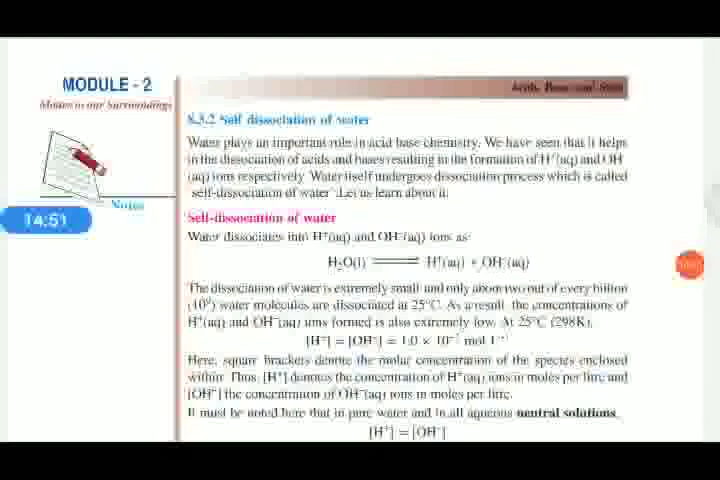 MODULE - 2
Matter in our Surroundings
Notes
14:51
Acids, Bases and Salts
8.3.2 Self dissociation of water
Water plays an important role in acid base chemistry. We have seen that it helps
in the dissociation of acids and bases resulting in the formation of H⁺(aq) and OH⁻
(aq) ions respectively. Water itself undergoes dissociation process which is called
'self-dissociation of water'. Let us learn about it.
Self-dissociation of water
Water dissociates into H⁺(aq) and OH⁻(aq) ions as:
H₂O(l) ⇌ H⁺(aq) + OH⁻(aq)
The dissociation of water is extremely small and only about two out of every billion
(10⁹) water molecules are dissociated at 25°C. As a result, the concentrations of
H⁺(aq) and OH⁻(aq) ions formed is also extremely low. At 25°C (298K),
[H⁺] = [OH⁻] = 1.0 × 10⁻⁷ mol L⁻¹
Here, square brackets denote the molar concentration of the species enclosed
within. Thus, [H⁺] denotes the concentration of H⁺(aq) ions in moles per litre and
[OH⁻] the concentration of OH⁻(aq) ions in moles per litre.
It must be noted here that in pure water and in all aqueous neutral solutions,
[H⁺] = [OH⁻]